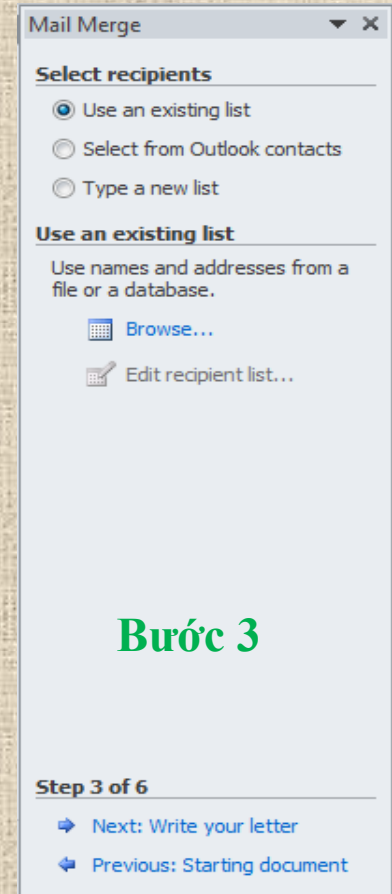 Mail Merge
Select recipients
Use an existing list
Select from Outlook contacts
Type a new list
Use an existing list
Use names and addresses from a
file or a database.
Browse...
Edit recipient list...
Bước 3
Step 3 of 6
Next: Write your letter
Previous: Starting document